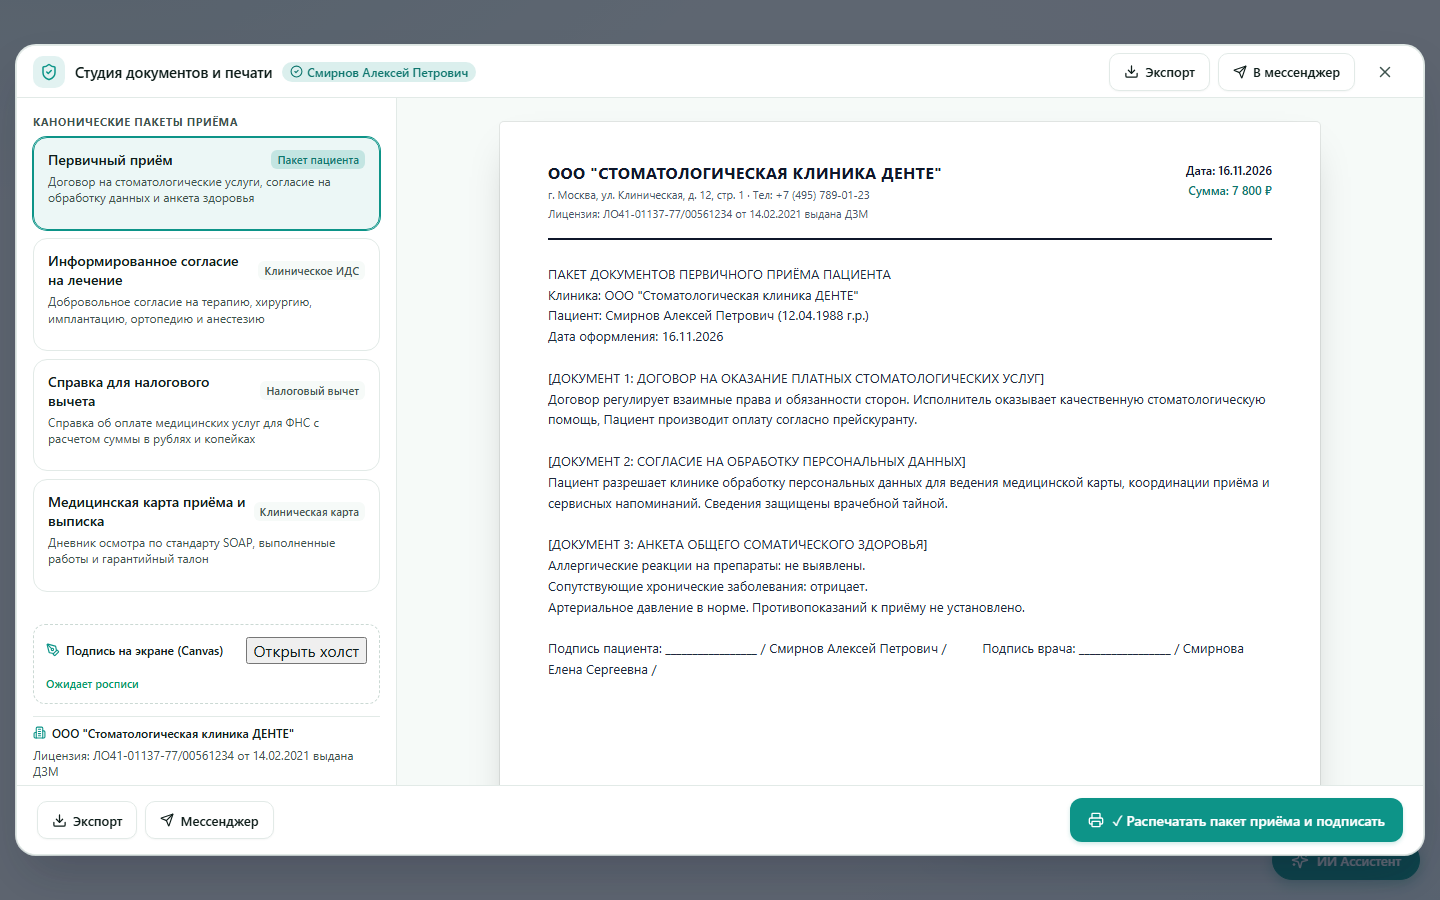 Студия документов и печати
Смирнов Алексей Петрович
Экспорт
В мессенджер
КАНОНИЧЕСКИЕ ПАКЕТЫ ПРИЁМА
Первичный приём
Пакет пациента
Договор на стоматологические услуги, согласие на
обработку данных и анкета здоровья
Информированное согласие
на лечение
Клиническое ИДС
Добровольное согласие на терапию, хирургию,
имплантацию, ортопедию и анестезию
Справка для налогового
вычета
Налоговый вычет
Справка об оплате медицинских услуг для ФНС с
расчетом суммы в рублях и копейках
Медицинская карта приёма и
выписка
Клиническая карта
Дневник осмотра по стандарту SOAP, выполненные
работы и гарантийный талон
Подпись на экране (Canvas)
Открыть холст
Ожидает росписи
ООО "Стоматологическая клиника ДЕНТЕ"
Лицензия: ЛО41-01137-77/00561234 от 14.02.2021 выдана
ДЗМ
ООО "СТОМАТОЛОГИЧЕСКАЯ КЛИНИКА ДЕНТЕ"
г. Москва, ул. Клиническая, д. 12, стр. 1 · Тел: +7 (495) 789-01-23
Лицензия: ЛО41-01137-77/00561234 от 14.02.2021 выдана ДЗМ
Дата: 16.11.2026
Сумма: 7 800 ₽
ПАКЕТ ДОКУМЕНТОВ ПЕРВИЧНОГО ПРИЁМА ПАЦИЕНТА
Клиника: ООО "Стоматологическая клиника ДЕНТЕ"
Пациент: Смирнов Алексей Петрович (12.04.1988 г.р.)
Дата оформления: 16.11.2026
[ДОКУМЕНТ 1: ДОГОВОР НА ОКАЗАНИЕ ПЛАТНЫХ СТОМАТОЛОГИЧЕСКИХ УСЛУГ]
Договор регулирует взаимные права и обязанности сторон. Исполнитель оказывает качественную стоматологическую
помощь, Пациент производит оплату согласно прейскуранту.
[ДОКУМЕНТ 2: СОГЛАСИЕ НА ОБРАБОТКУ ПЕРСОНАЛЬНЫХ ДАННЫХ]
Пациент разрешает клинике обработку персональных данных для ведения медицинской карты, координации приёма и
сервисных напоминаний. Сведения защищены врачебной тайной.
[ДОКУМЕНТ 3: АНКЕТА ОБЩЕГО СОМАТИЧЕСКОГО ЗДОРОВЬЯ]
Аллергические реакции на препараты: не выявлены.
Сопутствующие хронические заболевания: отрицает.
Артериальное давление в норме. Противопоказаний к приёму не установлено.
Подпись пациента: ________________ / Смирнов Алексей Петрович / Подпись врача: ________________ / Смирнова
Елена Сергеевна /
Экспорт
Мессенджер
✓ Распечатать пакет приёма и подписать
ИИ Ассистент